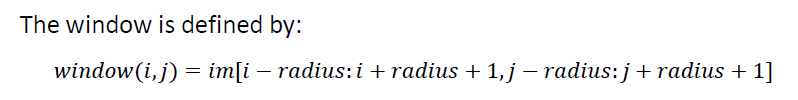 The window is defined by:
window(i, j) = im[i − radius: i + radius + 1, j − radius: j + radius + 1]